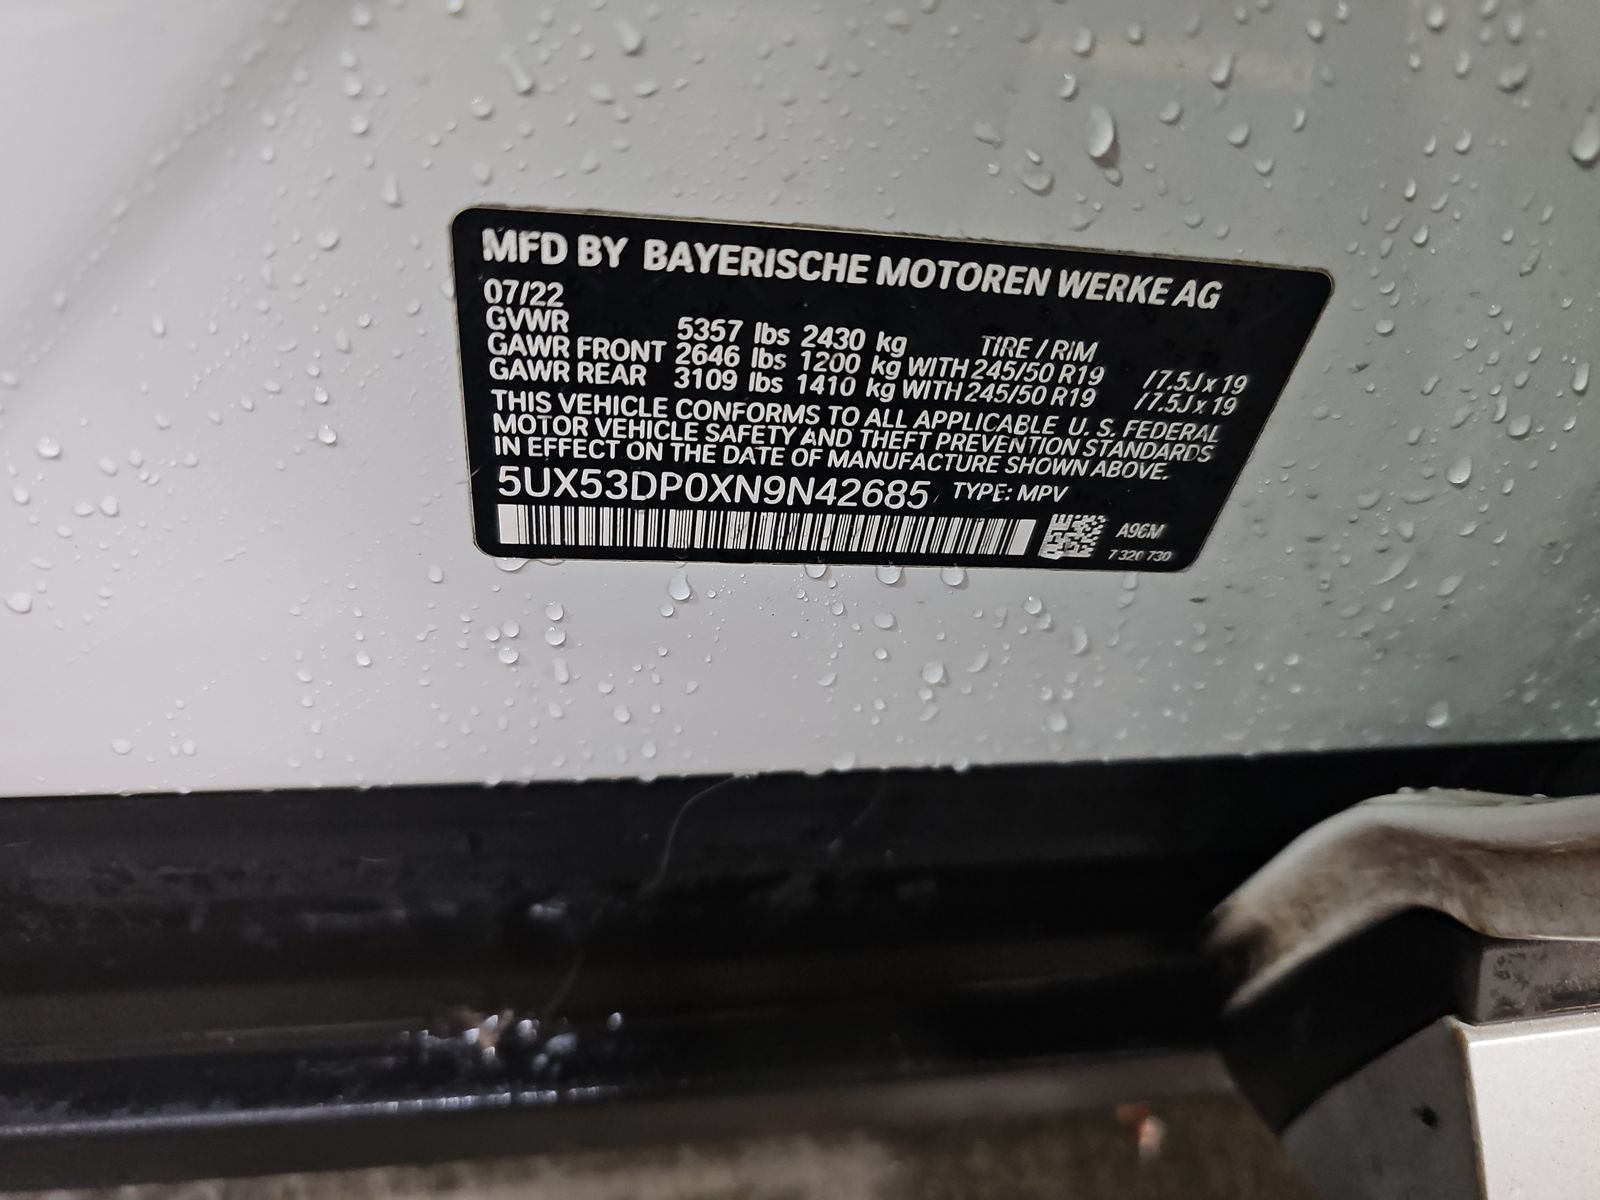 MFD BY BAYERISCHE MOTOREN WERKE AG
07/22
GVWR 5357 lbs 2430 kg TIRE / RIM
GAWR FRONT 2646 lbs 1200 kg WITH 245/50 R19 / 7.5J x 19
GAWR REAR 3109 lbs 1410 kg WITH 245/50 R19 / 7.5J x 19
THIS VEHICLE CONFORMS TO ALL APPLICABLE U. S. FEDERAL
MOTOR VEHICLE SAFETY AND THEFT PREVENTION STANDARDS
IN EFFECT ON THE DATE OF MANUFACTURE SHOWN ABOVE.
5UX53DP0XN9N42685 TYPE: MPV
A96M
7 320 730